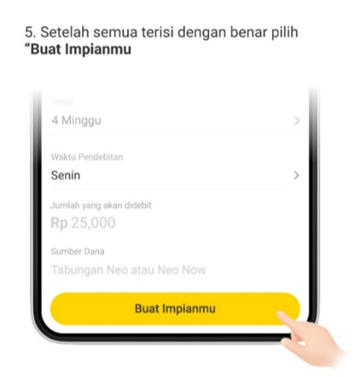 5. Setelah semua terisi dengan benar pilih
“Buat Impianmu
4 Minggu
Waktu Pendebitan
Senin
Jumlah yang akan didebit
Rp 25,000
Sumber Dana
Tabungan Neo atau Neo Now
Buat Impianmu